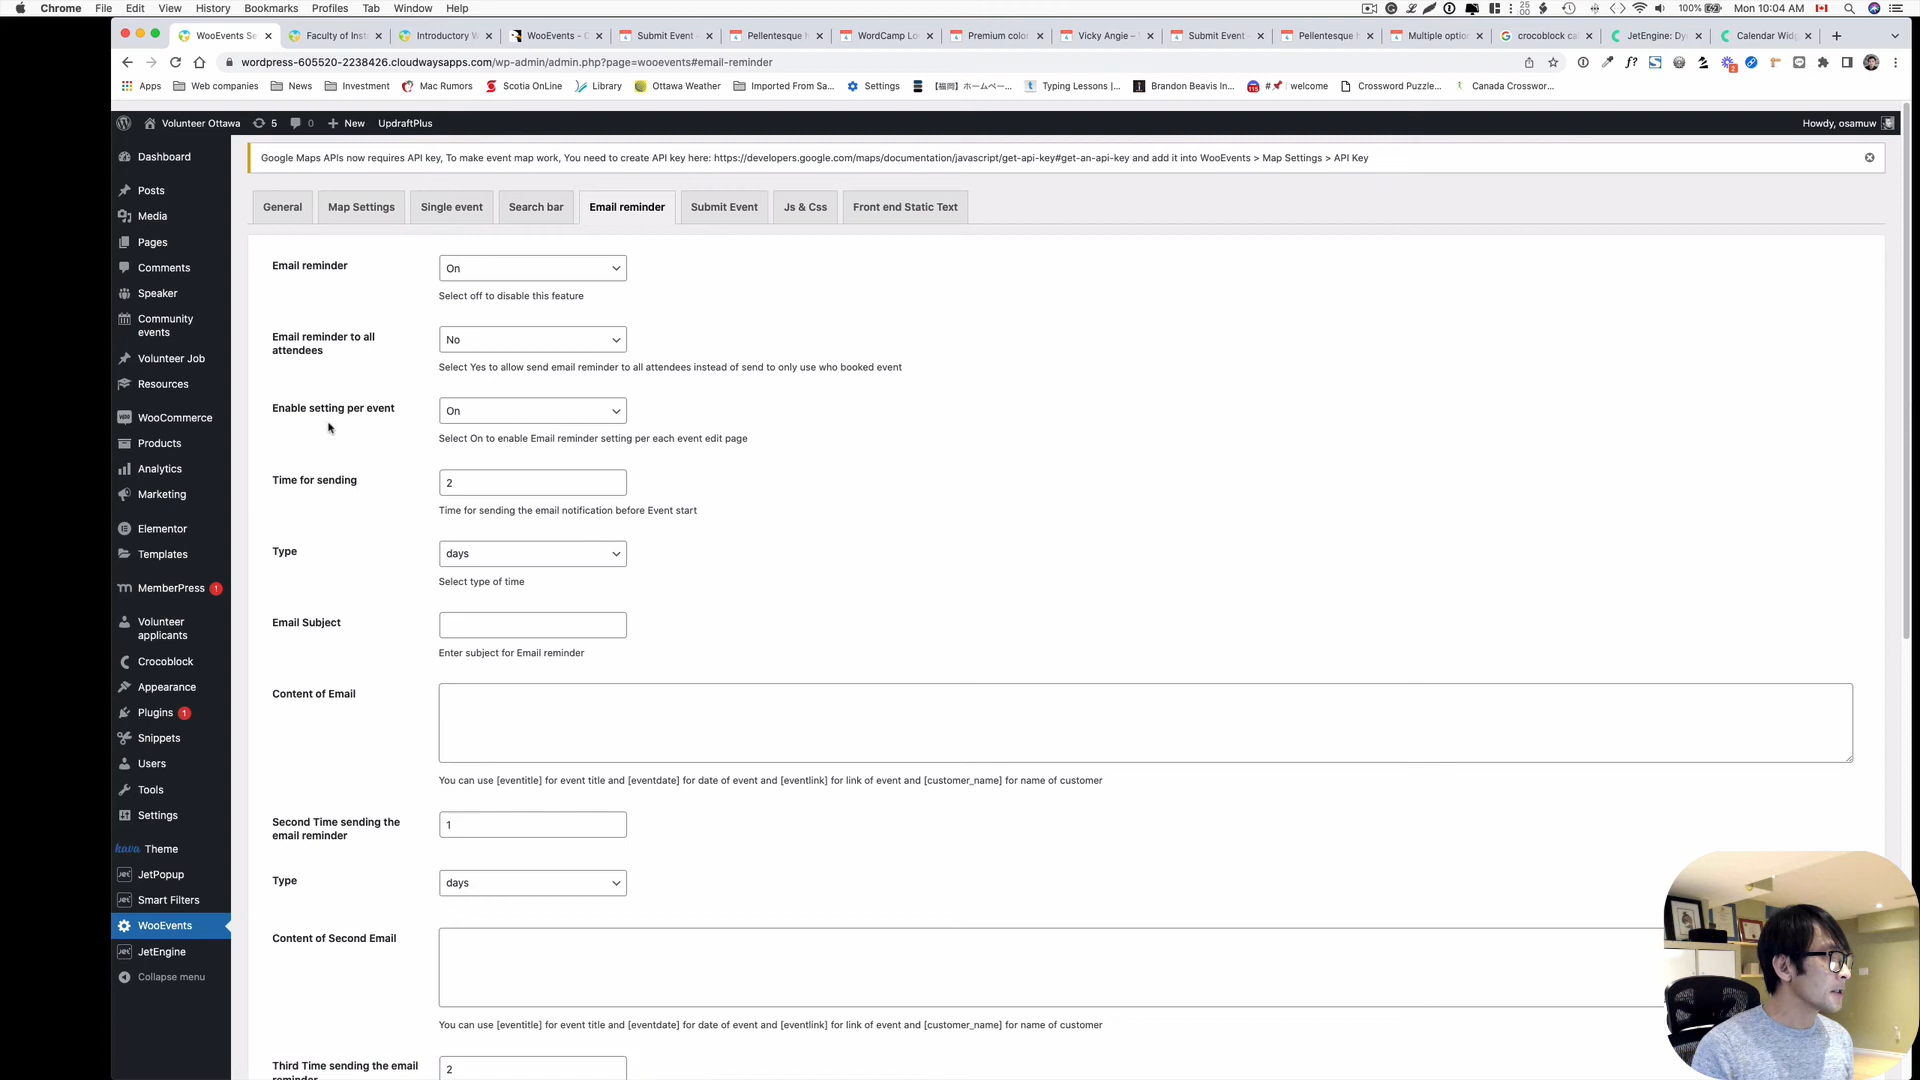 Chrome File Edit View History Bookmarks Profiles Tab Window Help
25
:00
100%
Mon 10:04 AM
WooEvents Se
Faculty of Inst
Introductory W
WooEvents - C
Submit Event -
Pellentesque h
WordCamp Lo
Premium color
Vicky Angie –
Submit Event -
Pellentesque h
Multiple option
crocoblock cal
JetEngine: Dy
Calendar Widg
wordpress-605520-2238426.cloudwaysapps.com/wp-admin/admin.php?page=wooevents#email-reminder
Apps
Web companies
News
Investment
Mac Rumors
Scotia OnLine
Library
Ottawa Weather
Imported From Sa...
Settings
【福岡】ホームペー...
Typing Lessons |...
Brandon Beavis In...
#📌 | welcome
Crossword Puzzle...
Canada Crosswor...
Volunteer Ottawa
5
0
New
UpdraftPlus
Howdy, osamuw
Dashboard
Posts
Media
Pages
Comments
Speaker
Community
events
Volunteer Job
Resources
WooCommerce
Products
Analytics
Marketing
Elementor
Templates
MemberPress 1
Volunteer
applicants
Crocoblock
Appearance
Plugins 1
Snippets
Users
Tools
Settings
kava Theme
JetPopup
Smart Filters
WooEvents
JetEngine
Collapse menu
Google Maps APIs now requires API key, To make event map work, You need to create API key here: https://developers.google.com/maps/documentation/javascript/get-api-key#get-an-api-key and add it into WooEvents > Map Settings > API Key
General
Map Settings
Single event
Search bar
Email reminder
Submit Event
Js & Css
Front end Static Text
Email reminder
On
Select off to disable this feature
Email reminder to all
attendees
No
Select Yes to allow send email reminder to all attendees instead of send to only use who booked event
Enable setting per event
On
Select On to enable Email reminder setting per each event edit page
Time for sending
2
Time for sending the email notification before Event start
Type
days
Select type of time
Email Subject
Enter subject for Email reminder
Content of Email
You can use [eventitle] for event title and [eventdate] for date of event and [eventlink] for link of event and [customer_name] for name of customer
Second Time sending the
email reminder
1
Type
days
Content of Second Email
You can use [eventitle] for event title and [eventdate] for date of event and [eventlink] for link of event and [customer_name] for name of customer
Third Time sending the email
reminder
2